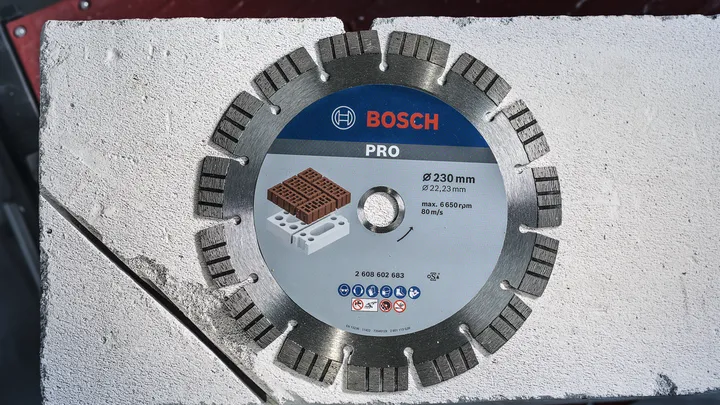 BOSCH
PRO
Ø 230 mm
Ø 22,23 mm
max. 6 650 rpm
80 m/s
2 608 602 683